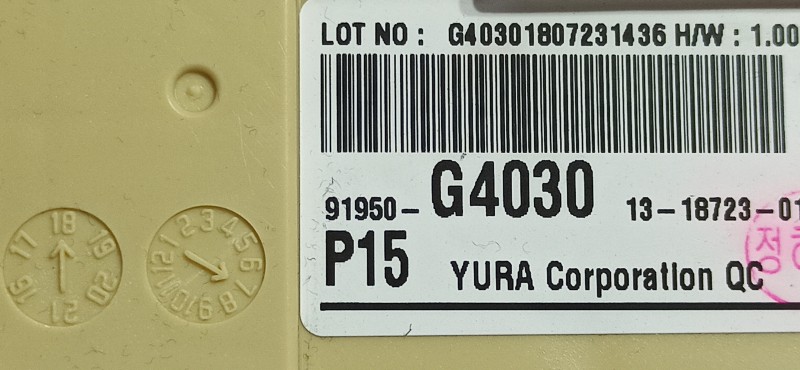 LOT NO : G40301807231436 H/W : 1.00
91950-G4030 13-18723-01
P15 YURA Corporation QC
정
16 17 18 19 20 21
1 2 3 4 5 6 7 8 9 10 11 12